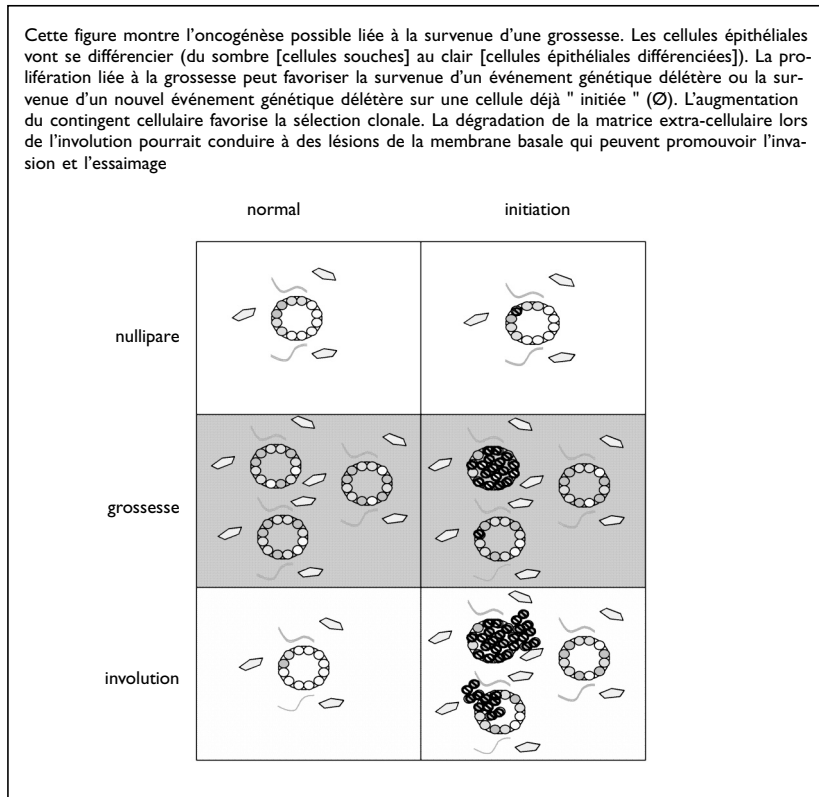 Cette figure montre l'oncogénèse possible liée à la survenue d'une grossesse. Les cellules épithéliales
vont se différencier (du sombre [cellules souches] au clair [cellules épithéliales différenciées]). La pro-
lifération liée à la grossesse peut favoriser la survenue d'un événement génétique délétère ou la sur-
venue d'un nouvel événement génétique délétère sur une cellule déjà " initiée " (Ø). L'augmentation
du contingent cellulaire favorise la sélection clonale. La dégradation de la matrice extra-cellulaire lors
de l'involution pourrait conduire à des lésions de la membrane basale qui peuvent promouvoir l'inva-
sion et l'essaimage
normal initiation
nullipare
grossesse
involution